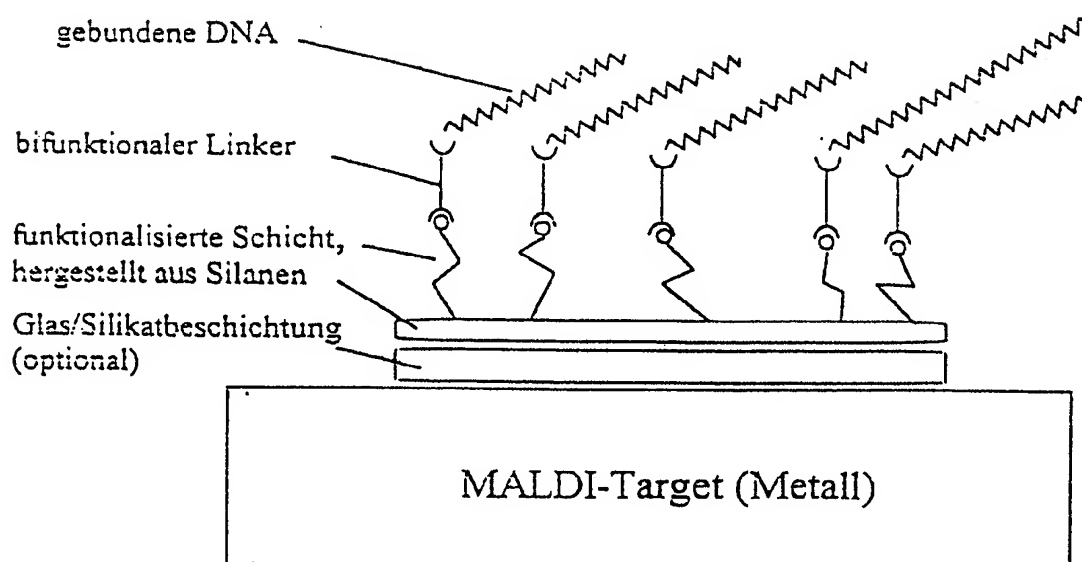 gebundene DNA
bifunktionaler Linker
funktionalisierte Schicht,
hergestellt aus Silanen
Glas/Silikatbeschichtung
(optional)
MALDI-Target (Metall)